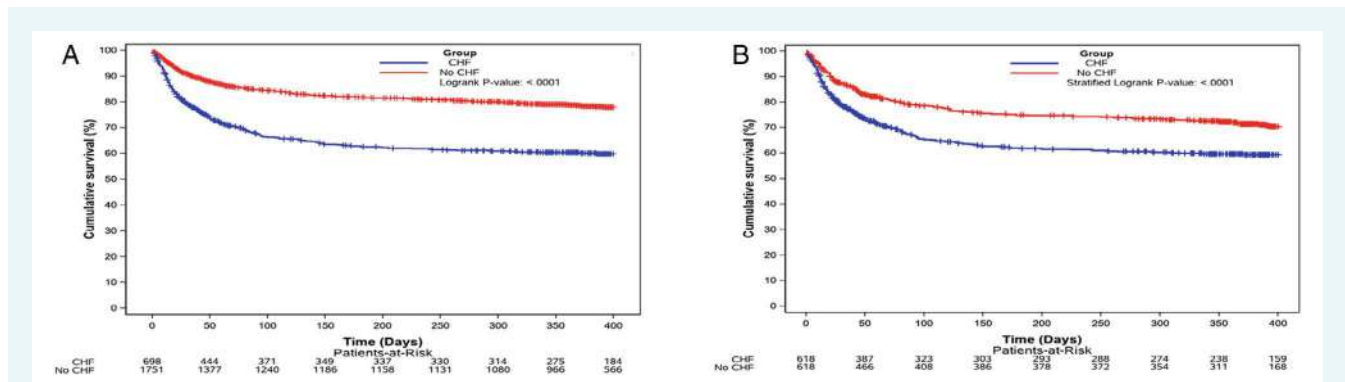 A
Group
CHF
No CHF
Logrank P-value: <.0001
Cumulative survival (%)
100
90
80
70
60
50
40
30
20
10
0
0 50 100 150 200 250 300 350 400
Time (Days)
Patients-at-Risk
CHF 698 444 371 349 337 330 314 275 184
No CHF 1751 1377 1240 1186 1158 1131 1080 966 566
B
Group
CHF
No CHF
Stratified Logrank P-value: <.0001
Cumulative survival (%)
100
90
80
70
60
50
40
30
20
10
0
0 50 100 150 200 250 300 350 400
Time (Days)
Patients-at-Risk
CHF 618 387 323 303 293 288 274 238 159
No CHF 618 466 408 386 378 372 354 311 168